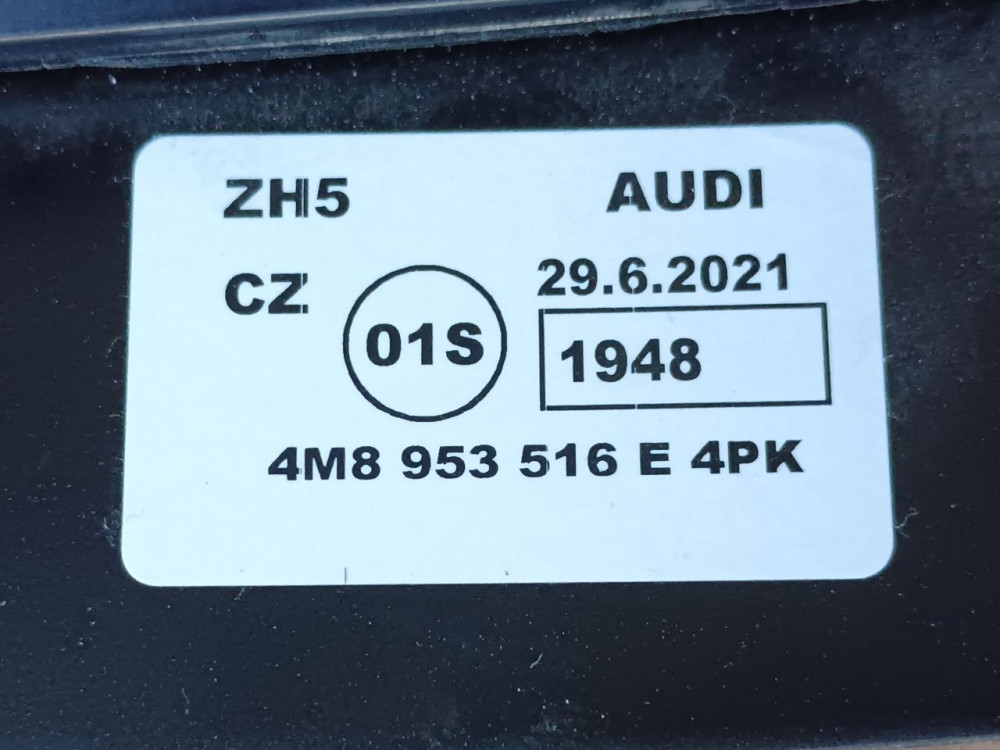 ZH5 AUDI
CZ 01S 29.6.2021
1948
4M8 953 516 E 4PK